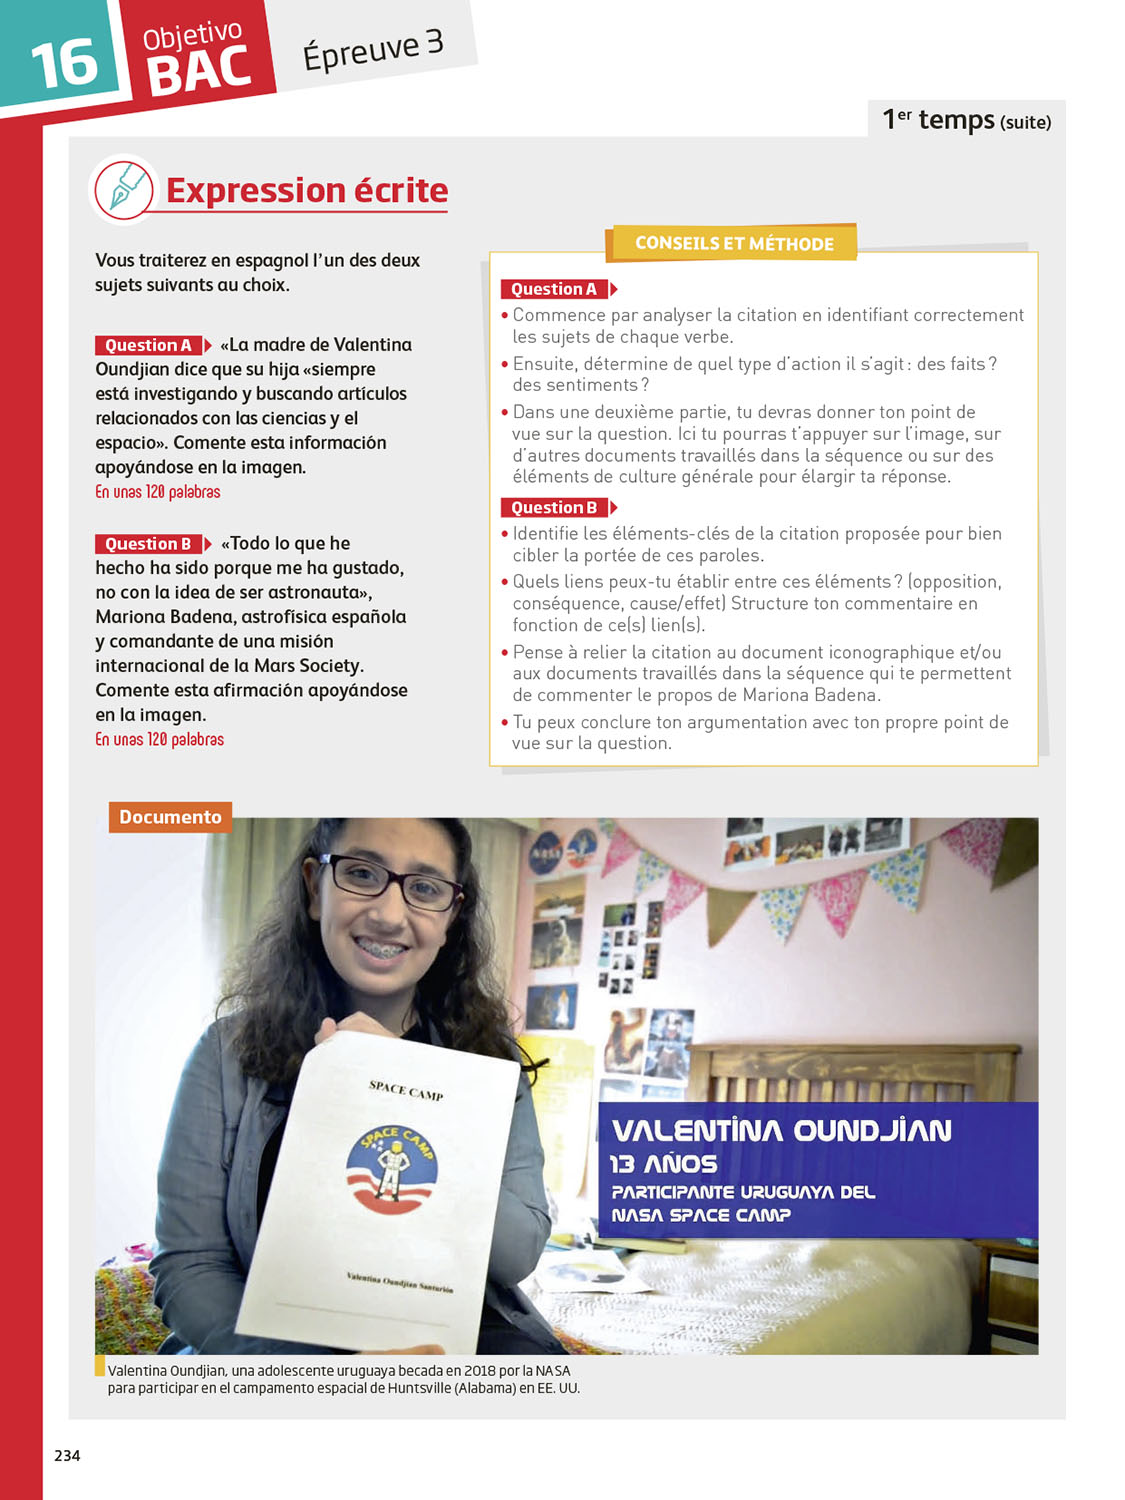 16
Objetivo
BAC
Épreuve 3
1er temps (suite)
Expression écrite
Vous traiterez en espagnol l'un des deux
sujets suivants au choix.
Question A «La madre de Valentina
Oundjian dice que su hija «siempre
está investigando y buscando artículos
relacionados con las ciencias y el
espacio». Comente esta información
apoyándose en la imagen.
En unas 120 palabras
Question B «Todo lo que he
hecho ha sido porque me ha gustado,
no con la idea de ser astronauta»,
Mariona Badena, astrofísica española
y comandante de una misión
internacional de la Mars Society.
Comente esta afirmación apoyándose
en la imagen.
En unas 120 palabras
CONSEILS ET MÉTHODE
Question A
• Commence par analyser la citation en identifiant correctement
les sujets de chaque verbe.
• Ensuite, détermine de quel type d'action il s'agit : des faits ?
des sentiments ?
• Dans une deuxième partie, tu devras donner ton point de
vue sur la question. Ici tu pourras t'appuyer sur l'image, sur
d'autres documents travaillés dans la séquence ou sur des
éléments de culture générale pour élargir ta réponse.
Question B
• Identifie les éléments-clés de la citation proposée pour bien
cibler la portée de ces paroles.
• Quels liens peux-tu établir entre ces éléments ? (opposition,
conséquence, cause/effet) Structure ton commentaire en
fonction de ce(s) lien(s).
• Pense à relier la citation au document iconographique et/ou
aux documents travaillés dans la séquence qui te permettent
de commenter le propos de Mariona Badena.
• Tu peux conclure ton argumentation avec ton propre point de
vue sur la question.
Documento
NASA
SPACE CAMP
SPACE CAMP
Valentina Oundjian Santurión
VALENTINA OUNDJIAN
13 AÑOS
PARTICIPANTE URUGUAYA DEL
NASA SPACE CAMP
Valentina Oundjian, una adolescente uruguaya becada en 2018 por la NASA
para participar en el campamento espacial de Huntsville (Alabama) en EE. UU.
234